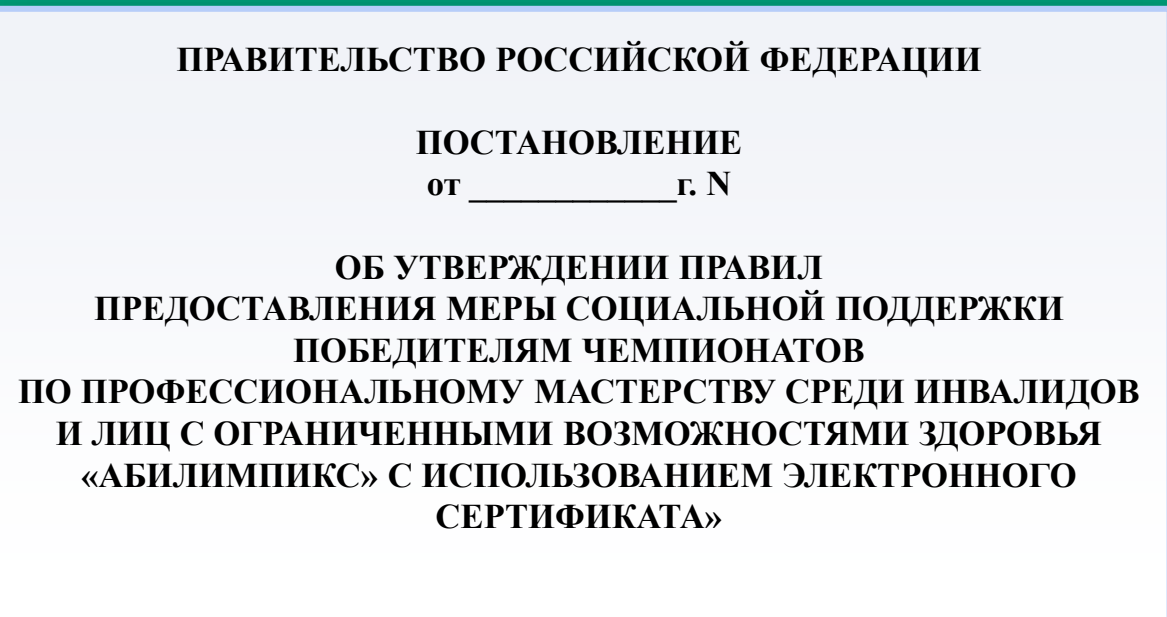 ПРАВИТЕЛЬСТВО РОССИЙСКОЙ ФЕДЕРАЦИИ
ПОСТАНОВЛЕНИЕ
от ____________г. N
ОБ УТВЕРЖДЕНИИ ПРАВИЛ
ПРЕДОСТАВЛЕНИЯ МЕРЫ СОЦИАЛЬНОЙ ПОДДЕРЖКИ
ПОБЕДИТЕЛЯМ ЧЕМПИОНАТОВ
ПО ПРОФЕССИОНАЛЬНОМУ МАСТЕРСТВУ СРЕДИ ИНВАЛИДОВ
И ЛИЦ С ОГРАНИЧЕННЫМИ ВОЗМОЖНОСТЯМИ ЗДОРОВЬЯ
«АБИЛИМПИКС» С ИСПОЛЬЗОВАНИЕМ ЭЛЕКТРОННОГО
СЕРТИФИКАТА»